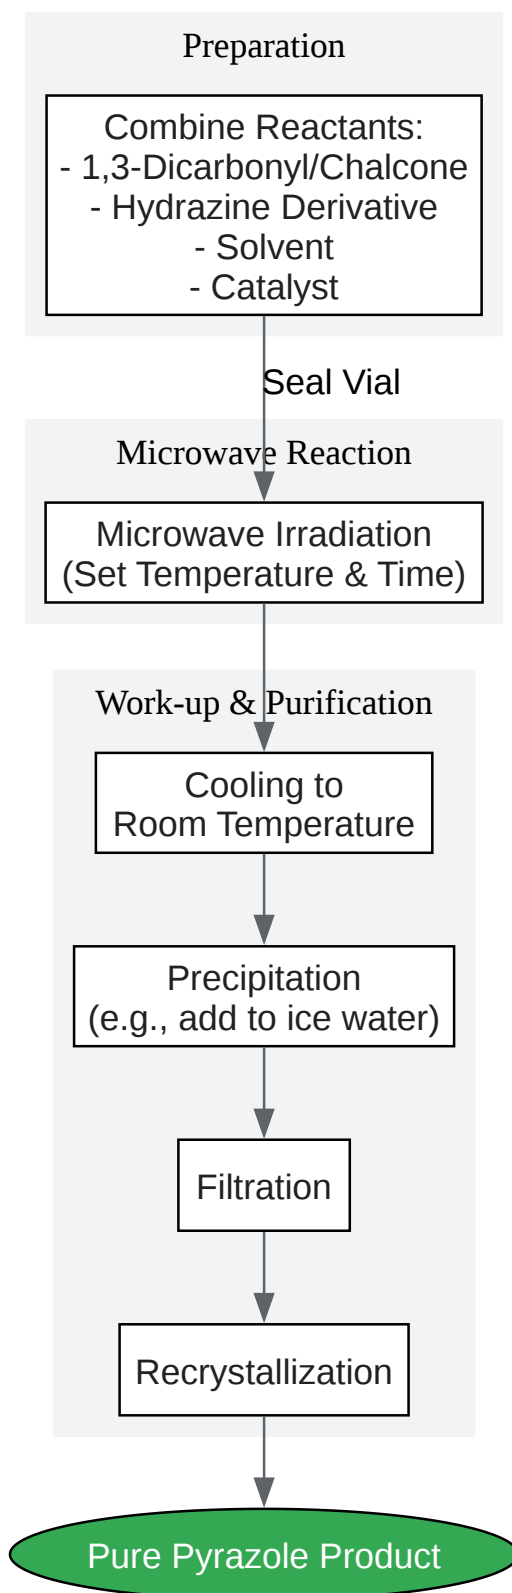 Preparation
Combine Reactants:
- 1,3-Dicarbonyl/Chalcone
- Hydrazine Derivative
- Solvent
- Catalyst
Seal Vial
Microwave Reaction
Microwave Irradiation
(Set Temperature & Time)
Work-up & Purification
Cooling to
Room Temperature
Precipitation
(e.g., add to ice water)
Filtration
Recrystallization
Pure Pyrazole Product